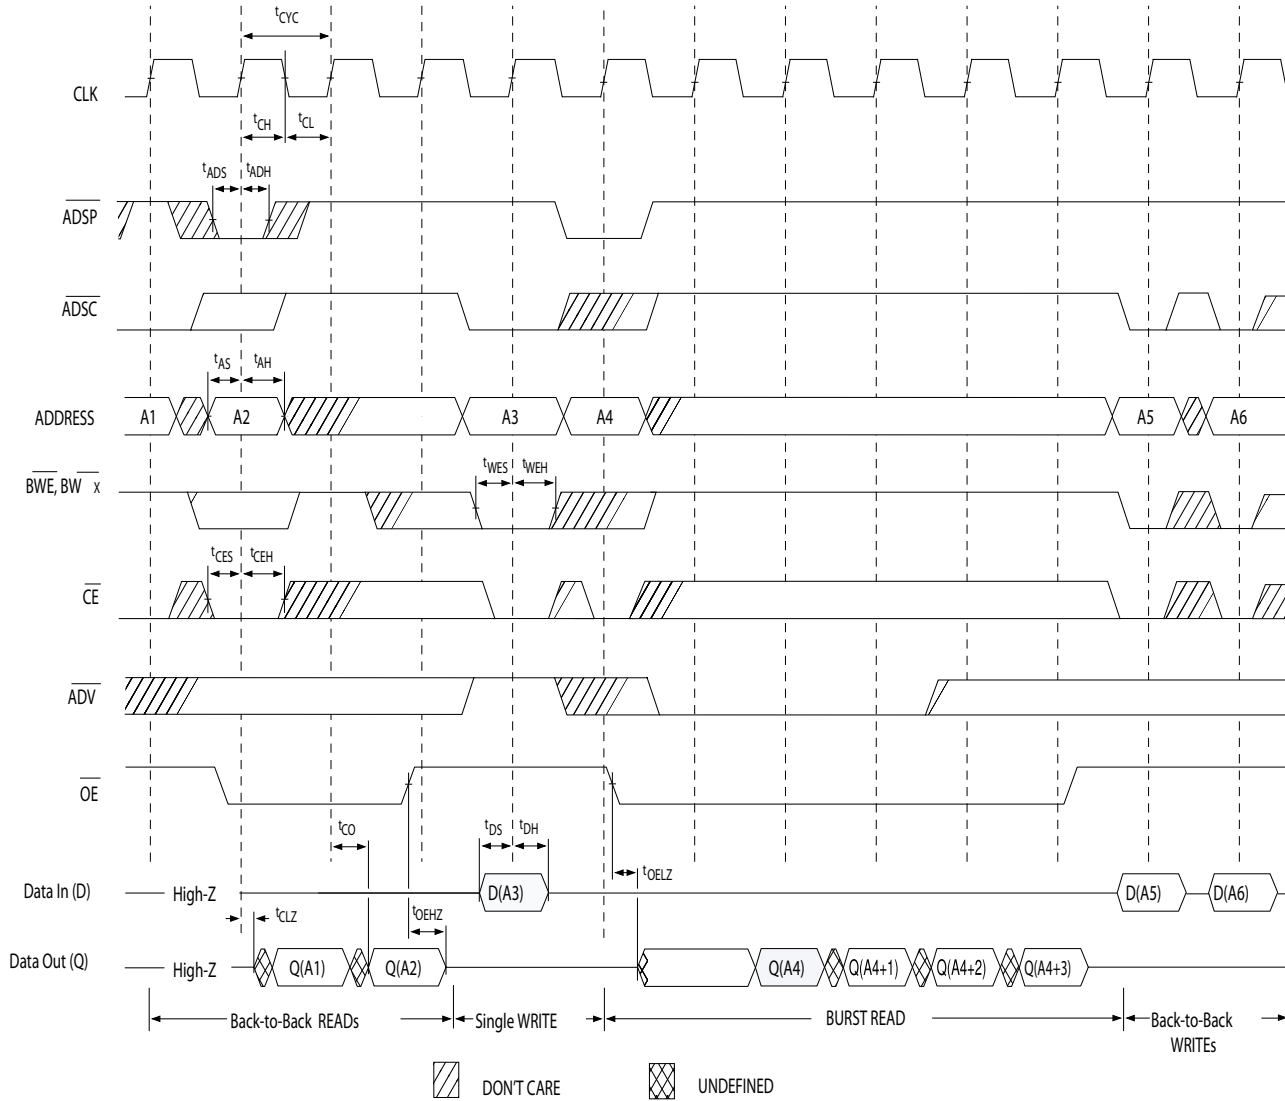 tCYC
CLK
tCH
tCL
tADS
tADH
ADSP
ADSC
tAS
tAH
ADDRESS
A1
A2
A3
A4
A5
A6
tWES
tWEH
BWE, BW x
tCES
tCEH
CE
ADV
OE
tCO
tDS
tDH
tOELZ
Data In (D)
High-Z
D(A3)
D(A5)
D(A6)
tCLZ
tOEHZ
Data Out (Q)
High-Z
Q(A1)
Q(A2)
Q(A4)
Q(A4+1)
Q(A4+2)
Q(A4+3)
Back-to-Back READs
Single WRITE
BURST READ
Back-to-Back
WRITEs
DON'T CARE
UNDEFINED